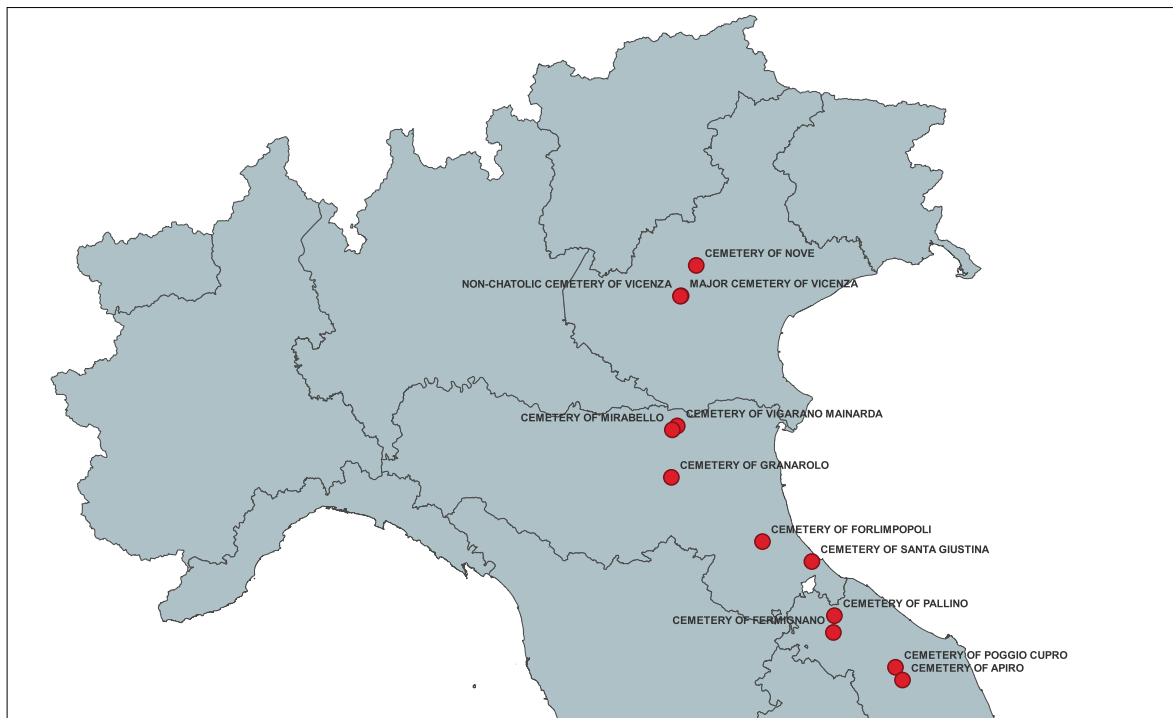 CEMETERY OF NOVE
NON-CHATOLIC CEMETERY OF VICENZA
MAJOR CEMETERY OF VICENZA
CEMETERY OF VIGARANO MAINARDA
CEMETERY OF MIRABELLO
CEMETERY OF GRANAROLO
CEMETERY OF FORLIMPOPOLI
CEMETERY OF SANTA GIUSTINA
CEMETERY OF PALLINO
CEMETERY OF FERMIGNANO
CEMETERY OF POGGIO CUPRO
CEMETERY OF APIRO